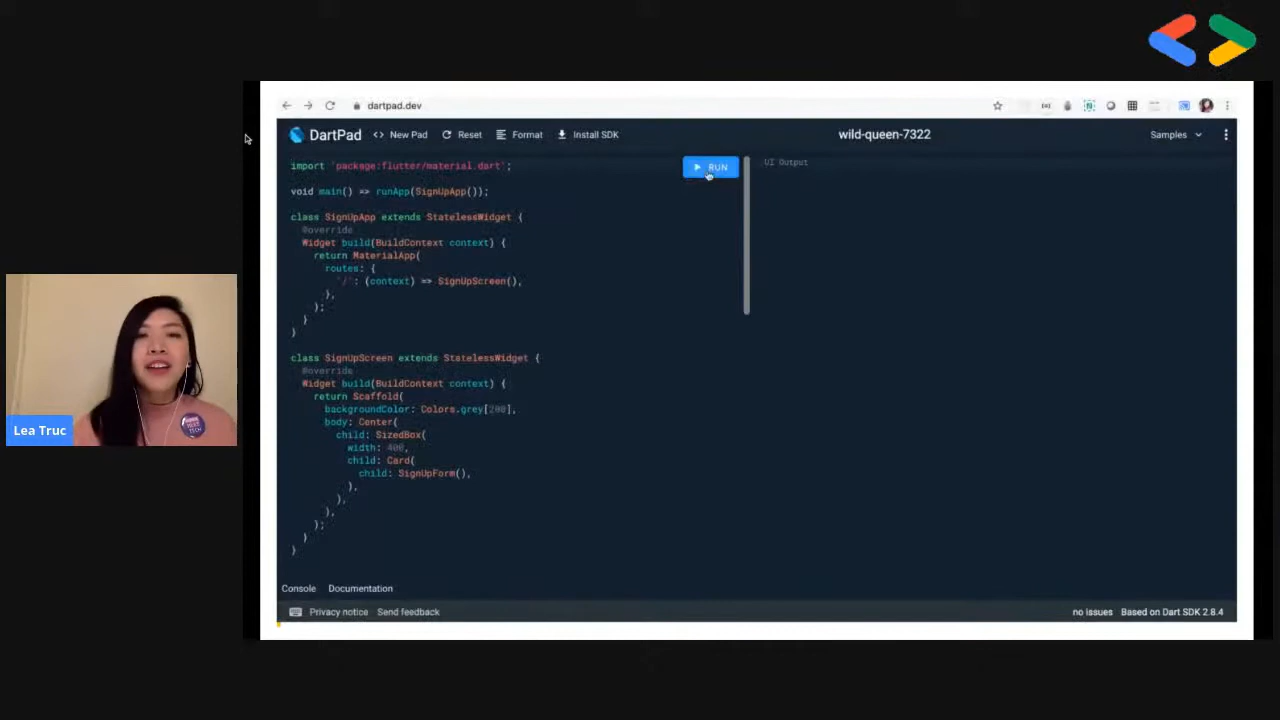 dartpad.dev
DartPad
<> New Pad
Reset
Format
Install SDK
wild-queen-7322
Samples
import 'package:flutter/material.dart';
RUN
UI Output
void main() => runApp(SignUpApp());
class SignUpApp extends StatelessWidget {
@override
Widget build(BuildContext context) {
return MaterialApp(
routes: {
'/': (context) => SignUpScreen(),
},
);
}
}
class SignUpScreen extends StatelessWidget {
@override
Widget build(BuildContext context) {
return Scaffold(
backgroundColor: Colors.grey[200],
body: Center(
child: SizedBox(
width: 400,
child: Card(
child: SignUpForm(),
),
),
),
);
}
}
Lea Truc
Console
Documentation
Privacy notice
Send feedback
no issues
Based on Dart SDK 2.8.4